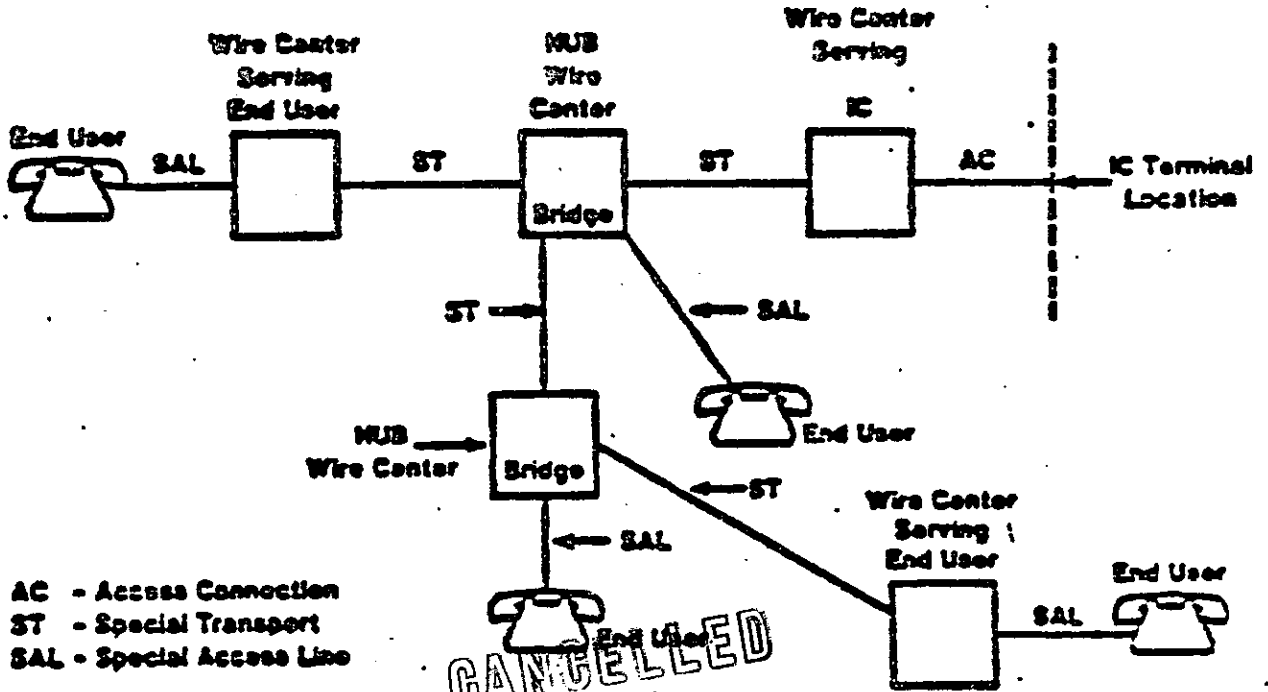 Wire Center
Serving
End User
HUB
Wire
Center
Wire Center
Serving
IC
End User
SAL
ST
ST
AC
IC Terminal
Location
Bridge
ST
SAL
End User
HUB
Wire Center
Bridge
ST
Wire Center
Serving
End User
SAL
End User
SAL
End User
AC - Access Connection
ST - Special Transport
SAL - Special Access Line
CANCELLED